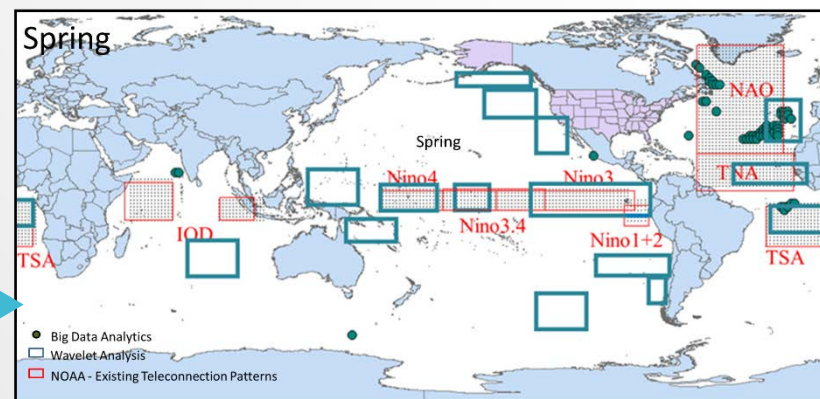 Spring
Spring
NAO
TNA
Nino4
Nino3
Nino3.4
Nino1+2
IOD
TSA
TSA
Big Data Analytics
Wavelet Analysis
NOAA - Existing Teleconnection Patterns